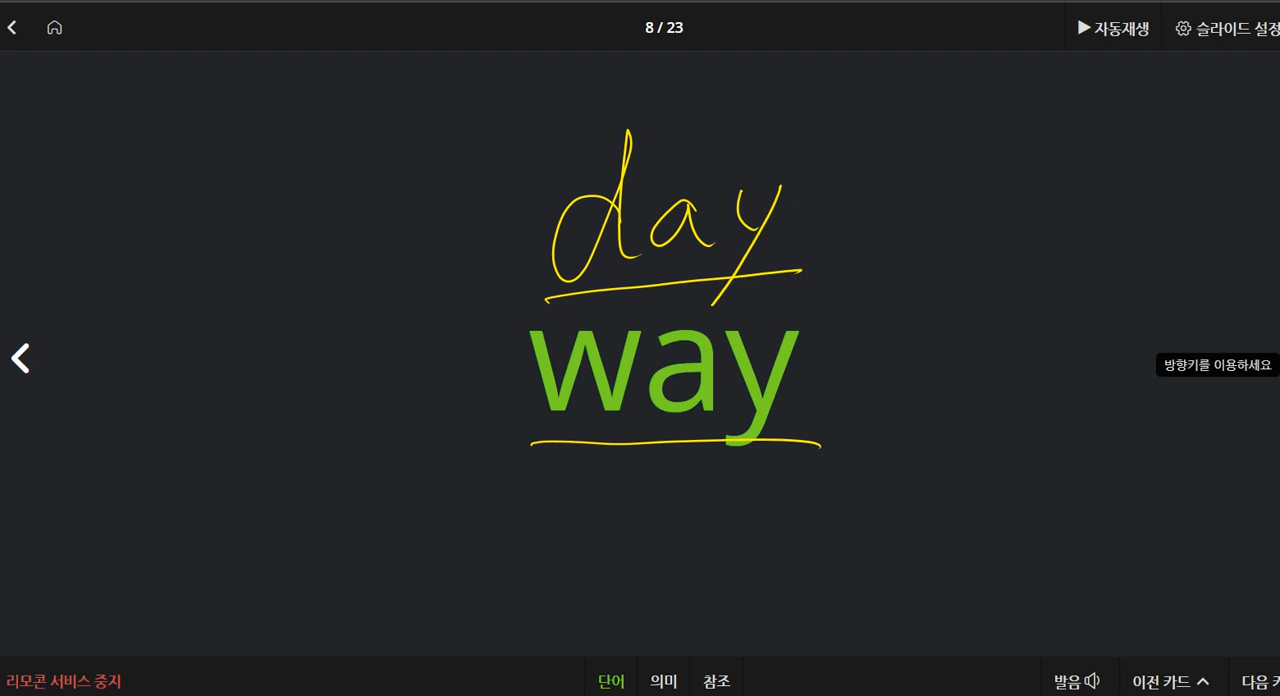 8 / 23
자동재생
슬라이드 설정
day
way
방향키를 이용하세요
리모콘 서비스 중지
단어
의미
참조
발음
이전 카드
다음